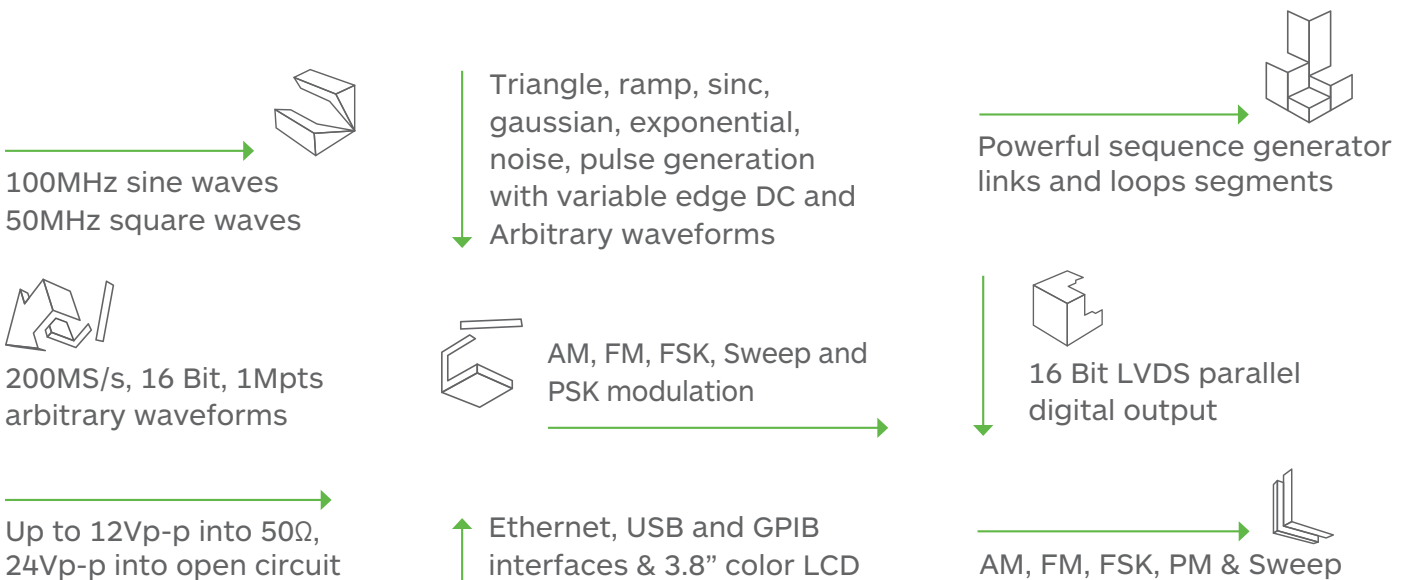 100MHz sine waves
50MHz square waves
Triangle, ramp, sinc,
gaussian, exponential,
noise, pulse generation
with variable edge DC and
Arbitrary waveforms
Powerful sequence generator
links and loops segments
200MS/s, 16 Bit, 1Mpts
arbitrary waveforms
AM, FM, FSK, Sweep and
PSK modulation
16 Bit LVDS parallel
digital output
Up to 12Vp-p into 50Ω,
24Vp-p into open circuit
Ethernet, USB and GPIB
interfaces & 3.8” color LCD
AM, FM, FSK, PM & Sweep